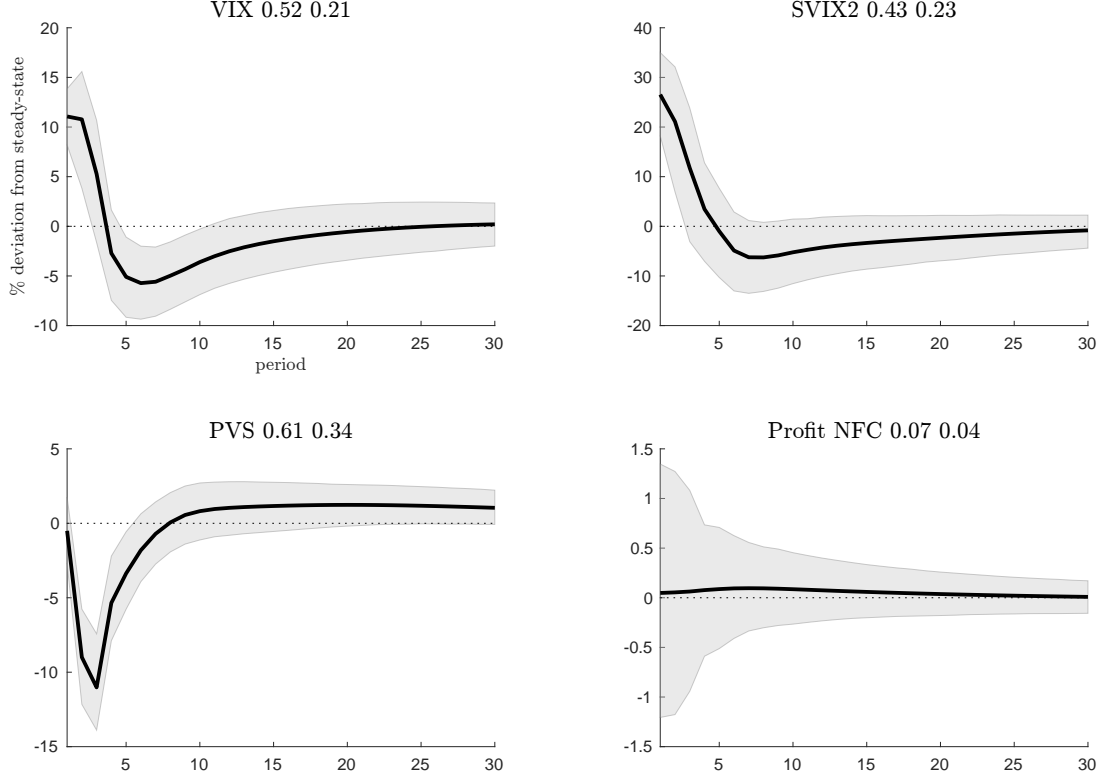 VIX 0.52 0.21
% deviation from steady-state
20
15
10
5
0
-5
-10
5 10 15 20 25 30
period
SVIX2 0.43 0.23
40
30
20
10
0
-10
-20
5 10 15 20 25 30
PVS 0.61 0.34
5
0
-5
-10
-15
5 10 15 20 25 30
Profit NFC 0.07 0.04
1.5
1
0.5
0
-0.5
-1
-1.5
5 10 15 20 25 30